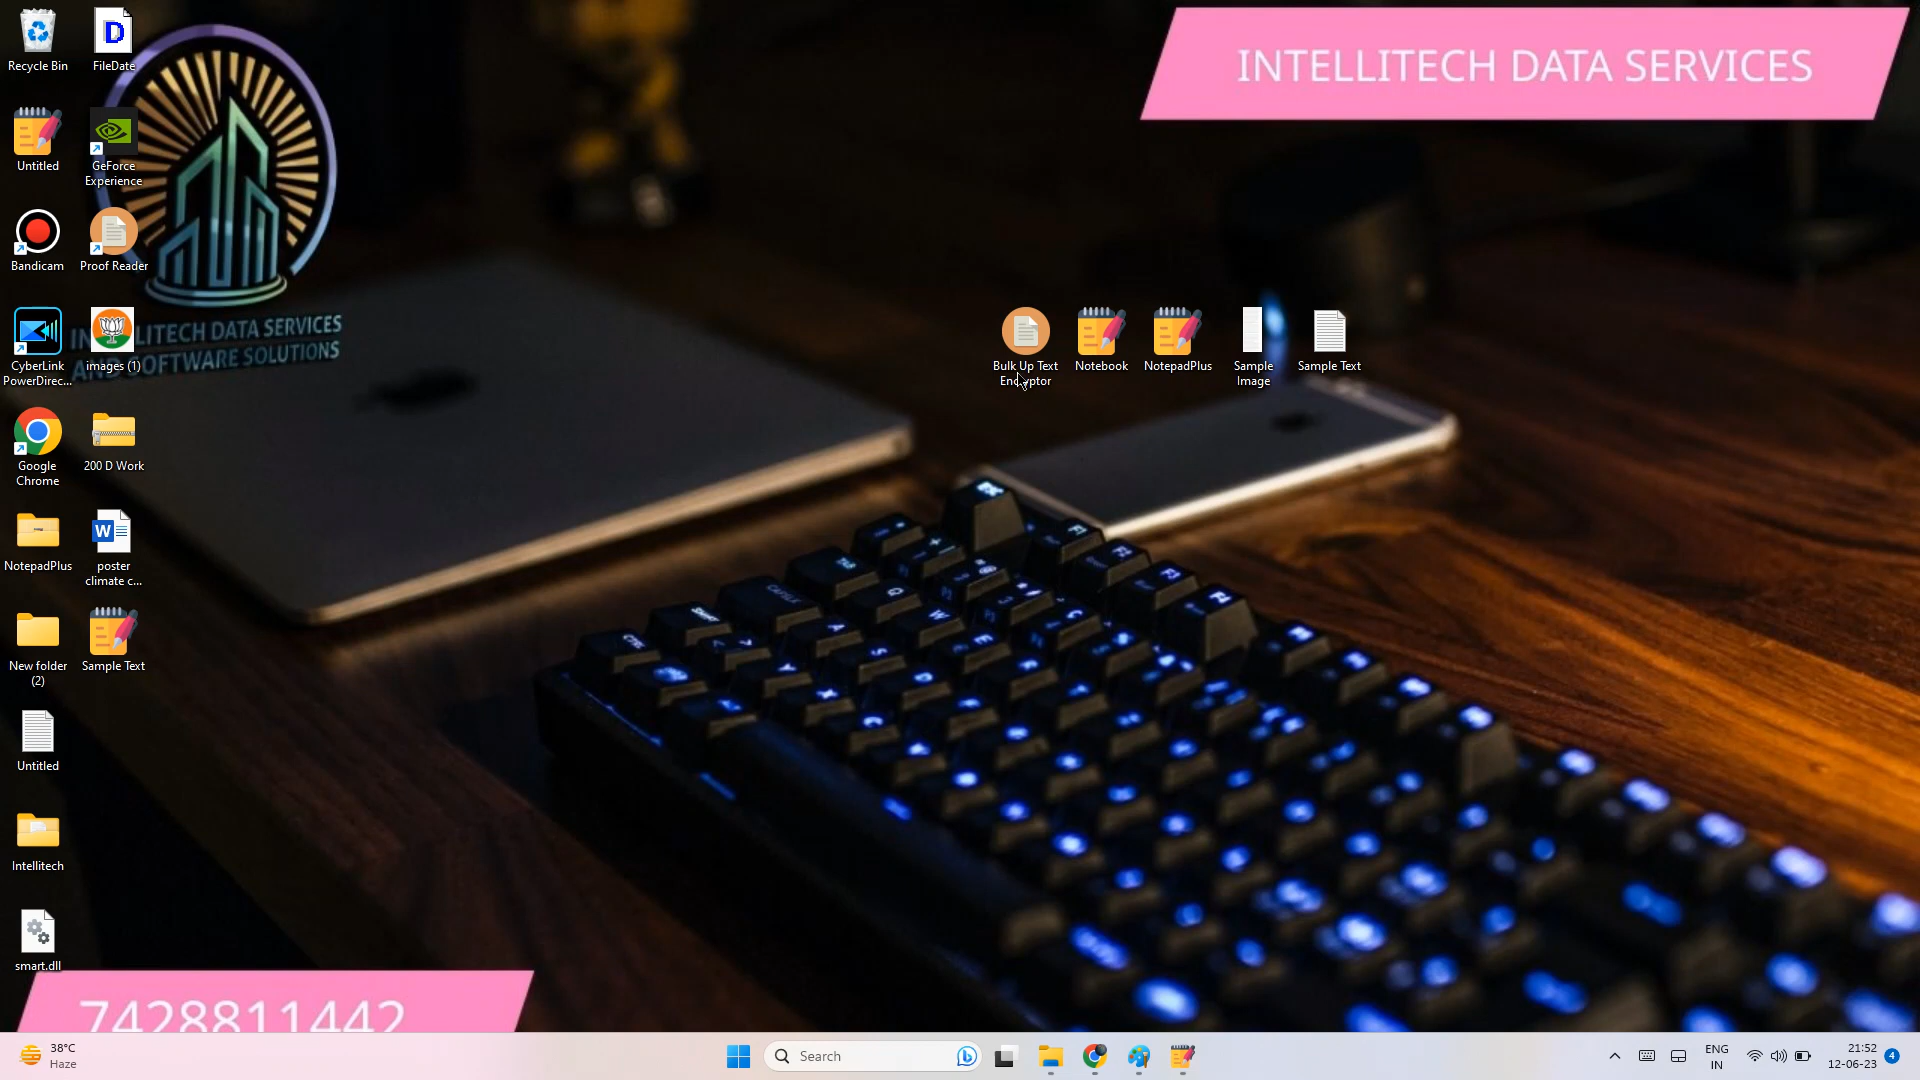 INTELLITECH DATA SERVICES
Recycle Bin
FileDate
Untitled
GeForce
Experience
Bandicam
Proof Reader
LITECH DATA SERVICES
AND SOFTWARE SOLUTIONS
CyberLink
PowerDirec...
images (1)
Google
Chrome
200 D Work
NotepadPlus
poster
climate c...
New folder
(2)
Sample Text
Untitled
Intellitech
smart.dll
Bulk Up Text
Encryptor
Notebook
NotepadPlus
Sample
Image
Sample Text
7428811442
38°C
Haze
Search
ENG
IN
21:52
12-06-23
4